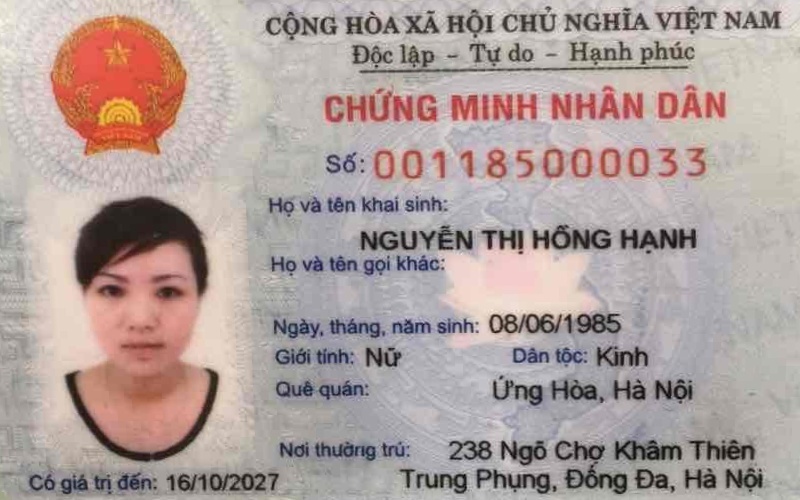 CỘNG HÒA XÃ HỘI CHỦ NGHĨA VIỆT NAM
Độc lập - Tự do - Hạnh phúc
CHỨNG MINH NHÂN DÂN
Số: 001185000033
Họ và tên khai sinh:
NGUYỄN THỊ HỒNG HẠNH
Họ và tên gọi khác:
Ngày, tháng, năm sinh: 08/06/1985
Giới tính: Nữ Dân tộc: Kinh
Quê quán: Ứng Hòa, Hà Nội
Nơi thường trú: 238 Ngõ Chợ Khâm Thiên
Trung Phụng, Đống Đa, Hà Nội
Có giá trị đến: 16/10/2027